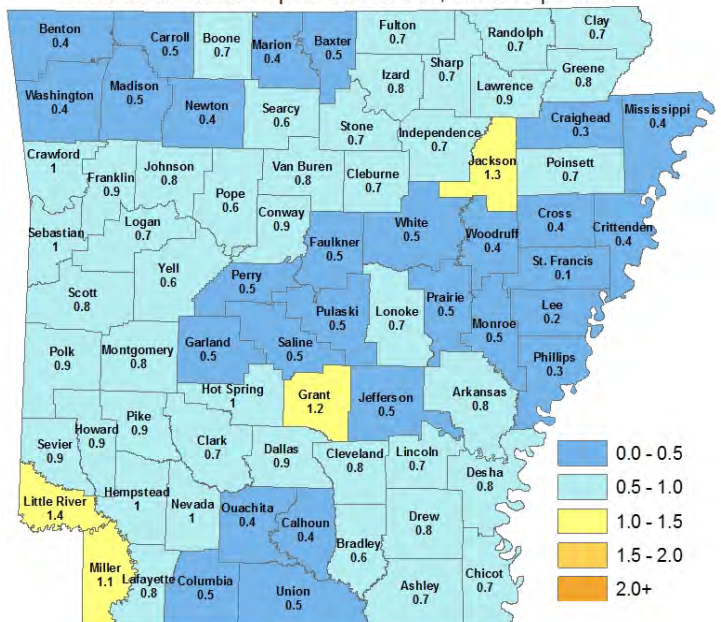 Benton
0.4
Carroll
0.5
Boone
0.7
Marion
0.4
Baxter
0.5
Fulton
0.7
Randolph
0.7
Clay
0.7
Washington
0.4
Madison
0.5
Newton
0.4
Searcy
0.6
Izard
0.8
Sharp
0.7
Lawrence
0.9
Greene
0.8
Stone
0.7
Independence
0.7
Jackson
1.3
Craighead
0.3
Mississippi
0.4
Poinsett
0.7
Crawford
1
Franklin
0.9
Johnson
0.8
Pope
0.6
Van Buren
0.8
Cleburne
0.7
Conway
0.9
Sebastian
1
Logan
0.7
Yell
0.6
Scott
0.8
Perry
0.5
Faulkner
0.5
White
0.5
Woodruff
0.4
Cross
0.4
Crittenden
0.4
St. Francis
0.1
Polk
0.9
Montgomery
0.8
Garland
0.5
Saline
0.5
Pulaski
0.5
Lonoke
0.7
Prairie
0.5
Monroe
0.5
Lee
0.2
Phillips
0.3
Hot Spring
1
Grant
1.2
Jefferson
0.5
Arkansas
0.8
Sevier
0.9
Howard
0.9
Pike
0.9
Clark
0.7
Dallas
0.9
Cleveland
0.8
Lincoln
0.7
Desha
0.8
Little River
1.4
Hempstead
1
Nevada
1
Ouachita
0.4
Calhoun
0.4
Bradley
0.6
Drew
0.8
Miller
1.1
Lafayette
0.8
Columbia
0.5
Union
0.5
Ashley
0.7
Chicot
0.7
0.0 - 0.5
0.5 - 1.0
1.0 - 1.5
1.5 - 2.0
2.0+